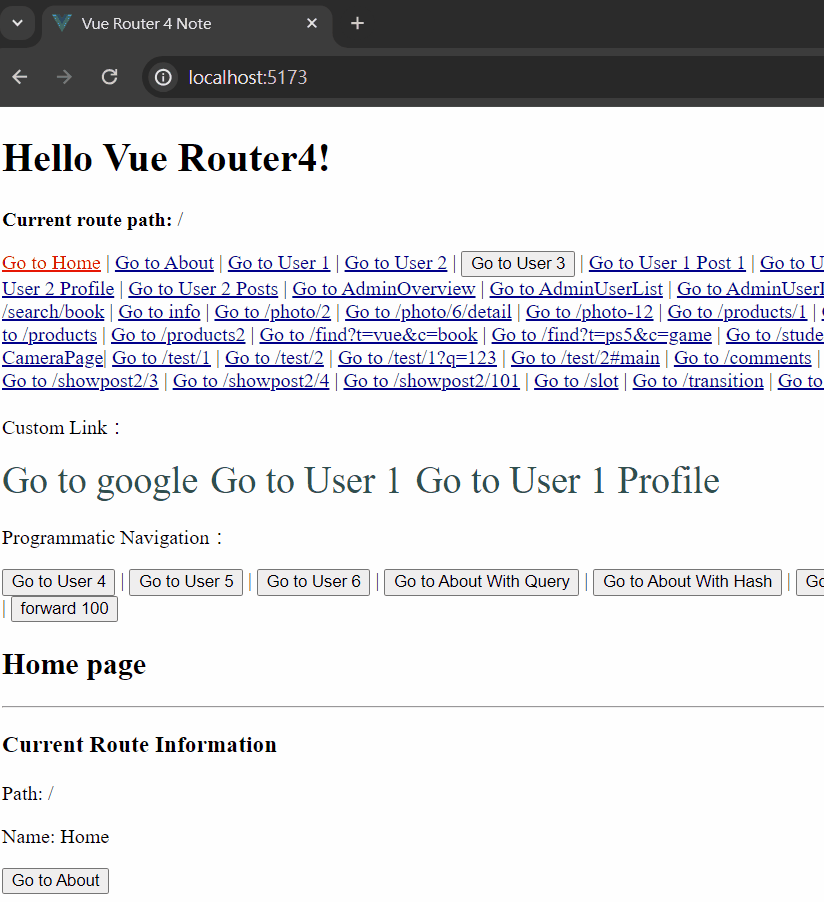 Vue Router 4 Note
localhost:5173
Hello Vue Router4!
Current route path: /
Go to Home | Go to About | Go to User 1 | Go to User 2 | Go to User 3 | Go to User 1 Post 1 | Go to U
User 2 Profile | Go to User 2 Posts | Go to AdminOverview | Go to AdminUserList | Go to AdminUserI
/search/book | Go to info | Go to /photo/2 | Go to /photo/6/detail | Go to /photo-12 | Go to /products/1 |
to /products | Go to /products2 | Go to /find?t=vue&c=book | Go to /find?t=ps5&c=game | Go to /stude
CameraPage| Go to /test/1 | Go to /test/2 | Go to /test/1?q=123 | Go to /test/2#main | Go to /comments |
Go to /showpost2/3 | Go to /showpost2/4 | Go to /showpost2/101 | Go to /slot | Go to /transition | Go to
Custom Link：
Go to google Go to User 1 Go to User 1 Profile
Programmatic Navigation：
Go to User 4 | Go to User 5 | Go to User 6 | Go to About With Query | Go to About With Hash | Go
| forward 100
Home page
Current Route Information
Path: /
Name: Home
Go to About